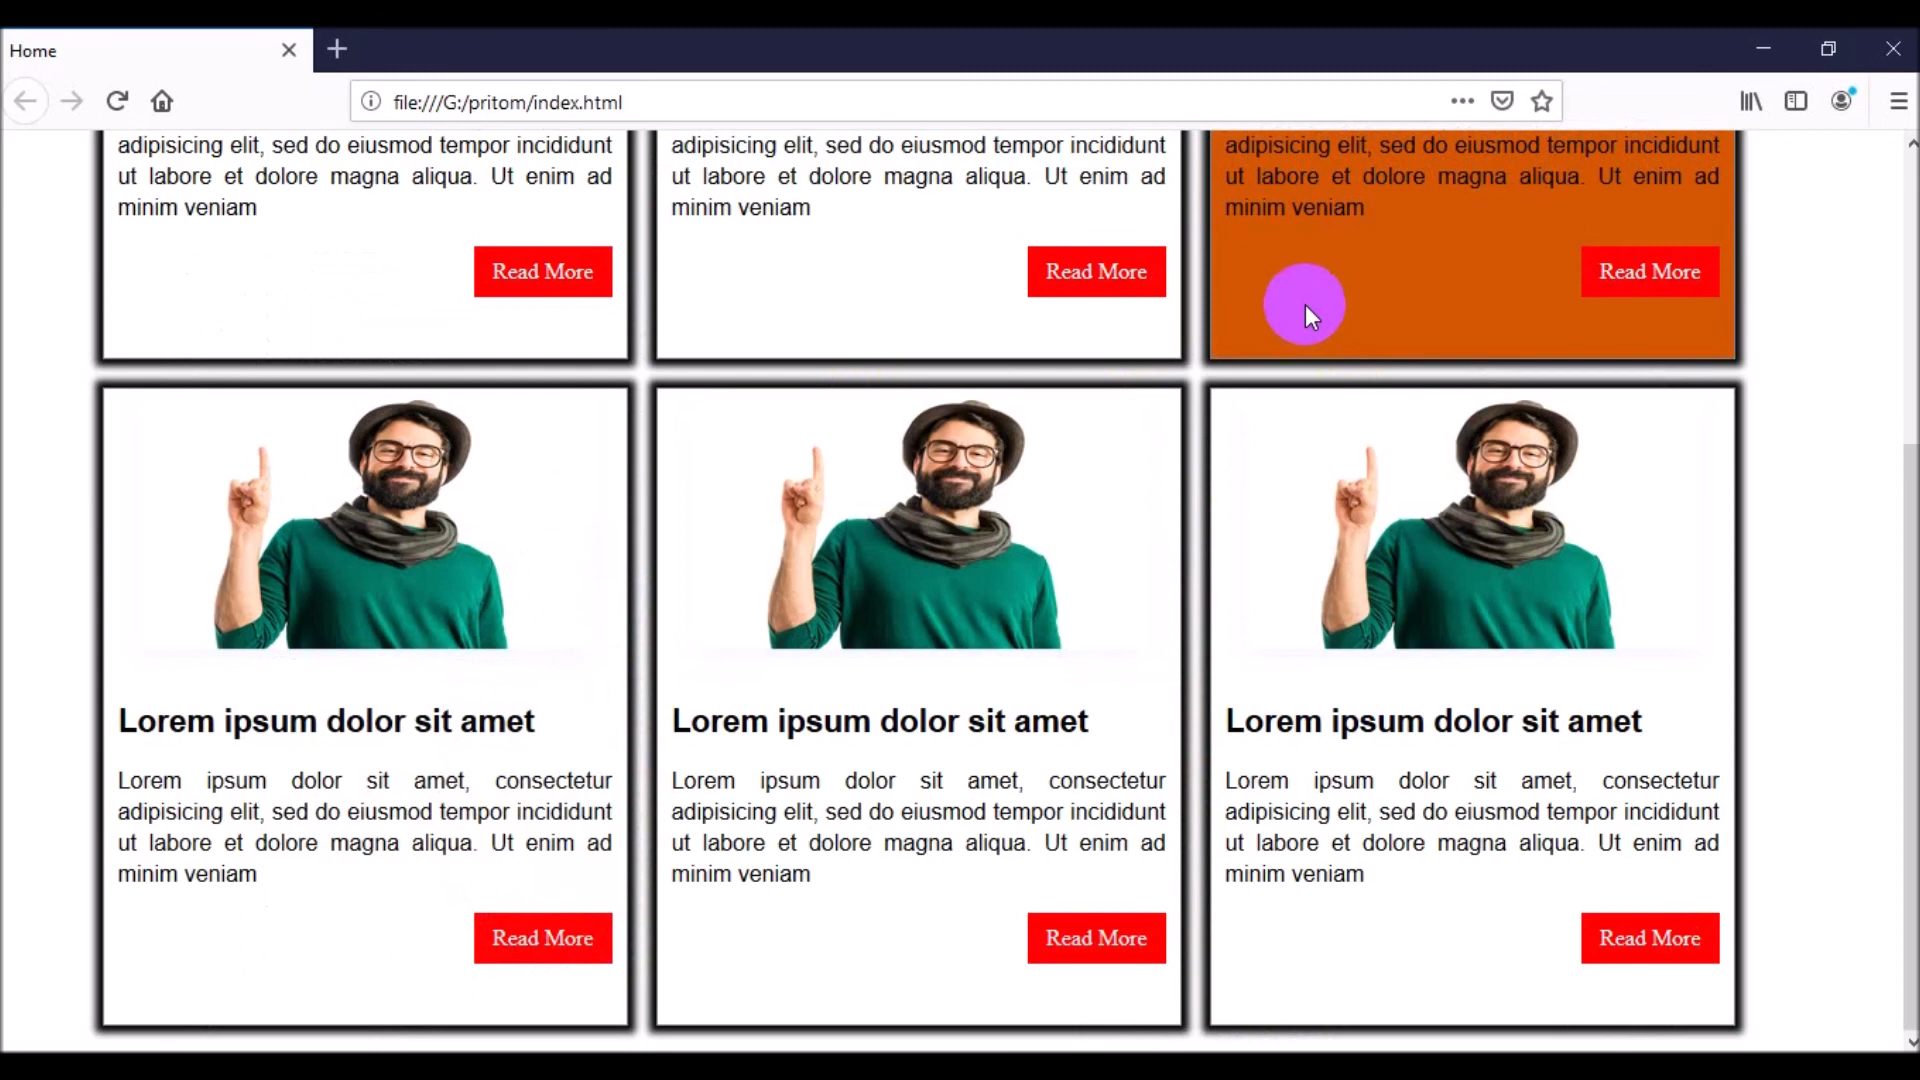 Home
file:///G:/pritom/index.html
adipisicing elit, sed do eiusmod tempor incididunt
ut labore et dolore magna aliqua. Ut enim ad
minim veniam
Read More
adipisicing elit, sed do eiusmod tempor incididunt
ut labore et dolore magna aliqua. Ut enim ad
minim veniam
Read More
adipisicing elit, sed do eiusmod tempor incididunt
ut labore et dolore magna aliqua. Ut enim ad
minim veniam
Read More
Lorem ipsum dolor sit amet
Lorem ipsum dolor sit amet, consectetur
adipisicing elit, sed do eiusmod tempor incididunt
ut labore et dolore magna aliqua. Ut enim ad
minim veniam
Read More
Lorem ipsum dolor sit amet
Lorem ipsum dolor sit amet, consectetur
adipisicing elit, sed do eiusmod tempor incididunt
ut labore et dolore magna aliqua. Ut enim ad
minim veniam
Read More
Lorem ipsum dolor sit amet
Lorem ipsum dolor sit amet, consectetur
adipisicing elit, sed do eiusmod tempor incididunt
ut labore et dolore magna aliqua. Ut enim ad
minim veniam
Read More